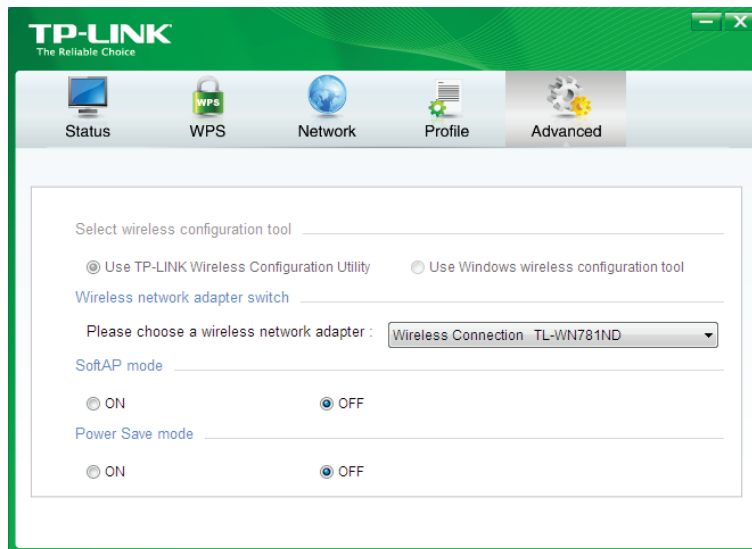 TP-LINK
The Reliable Choice
WPS
Status WPS Network Profile Advanced
Select wireless configuration tool
Use TP-LINK Wireless Configuration Utility Use Windows wireless configuration tool
Wireless network adapter switch
Please choose a wireless network adapter : Wireless Connection TL-WN781ND
SoftAP mode
ON OFF
Power Save mode
ON OFF